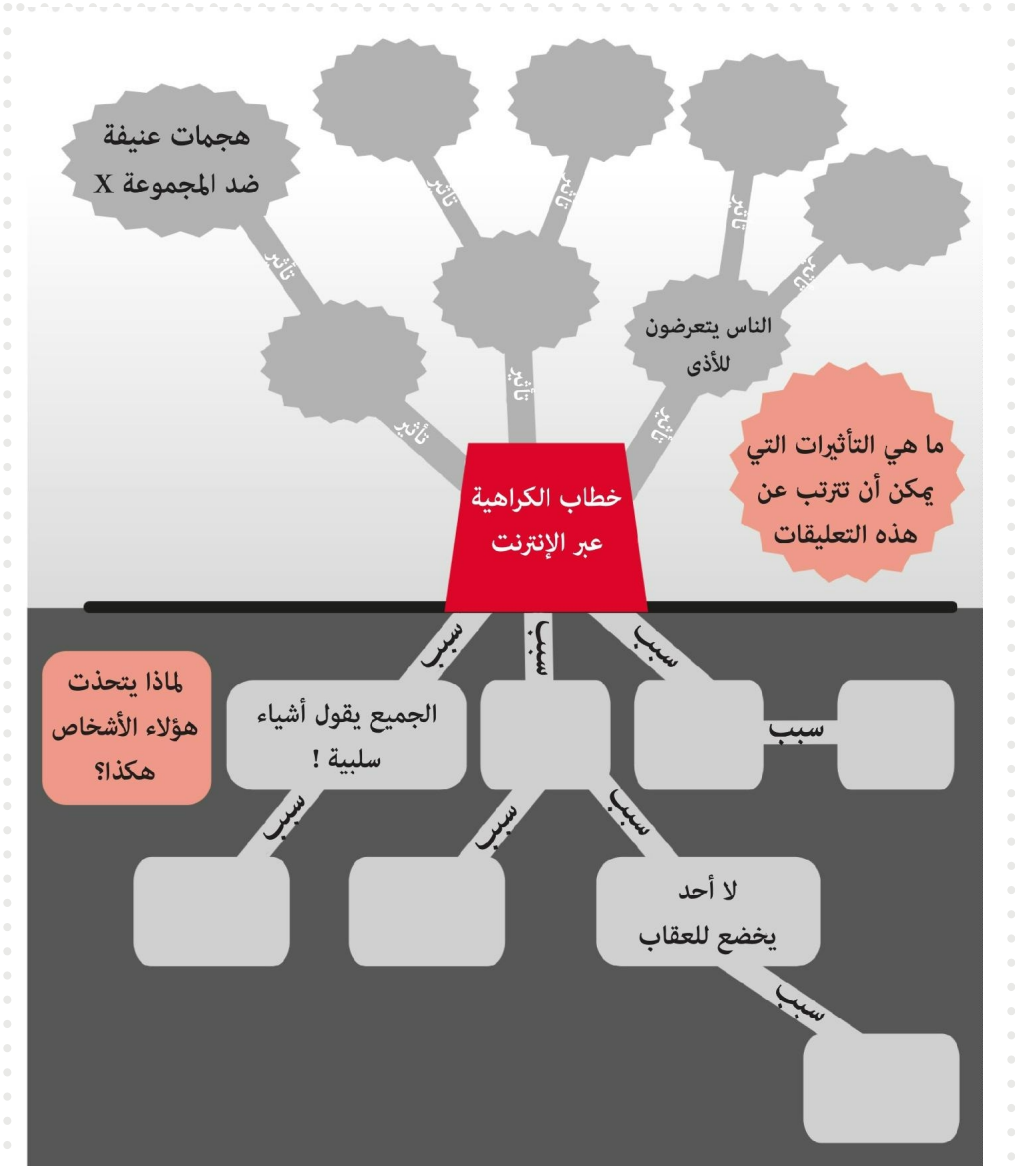 هجمات عنيفة
ضد المجموعة X
تأثير
تأثير
تأثير
تأثير
تأثير
الناس يتعرضون
للأذى
تأثير
تأثير
تأثير
ما هي التأثيرات التي
يمكن أن تترتب عن
هذه التعليقات
خطاب الكراهية
عبر الإنترنت
سبب
سبب
سبب
لماذا يتحذت
هؤلاء الأشخاص
هكذا؟
الجميع يقول أشياء
سلبية !
سبب
سبب
سبب
سبب
لا أحد
يخضع للعقاب
سبب